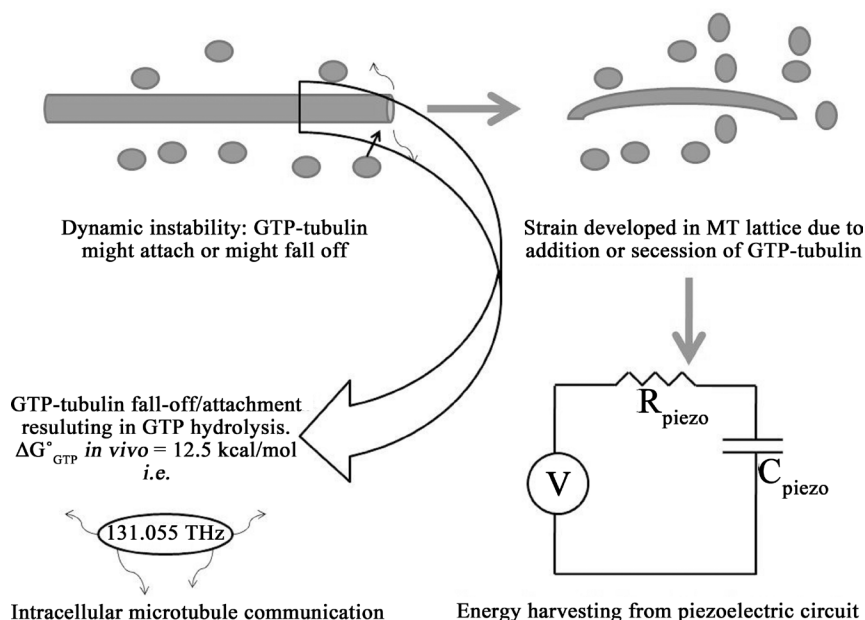 Dynamic instability: GTP-tubulin
might attach or might fall off
Strain developed in MT lattice due to
addition or secession of GTP-tubulin
GTP-tubulin fall-off/attachment
resuluting in GTP hydrolysis.
ΔG°GTP in vivo = 12.5 kcal/mol
i.e.
131.055 THz
Intracellular microtubule communication
Rpiezo
V
Cpiezo
Energy harvesting from piezoelectric circuit